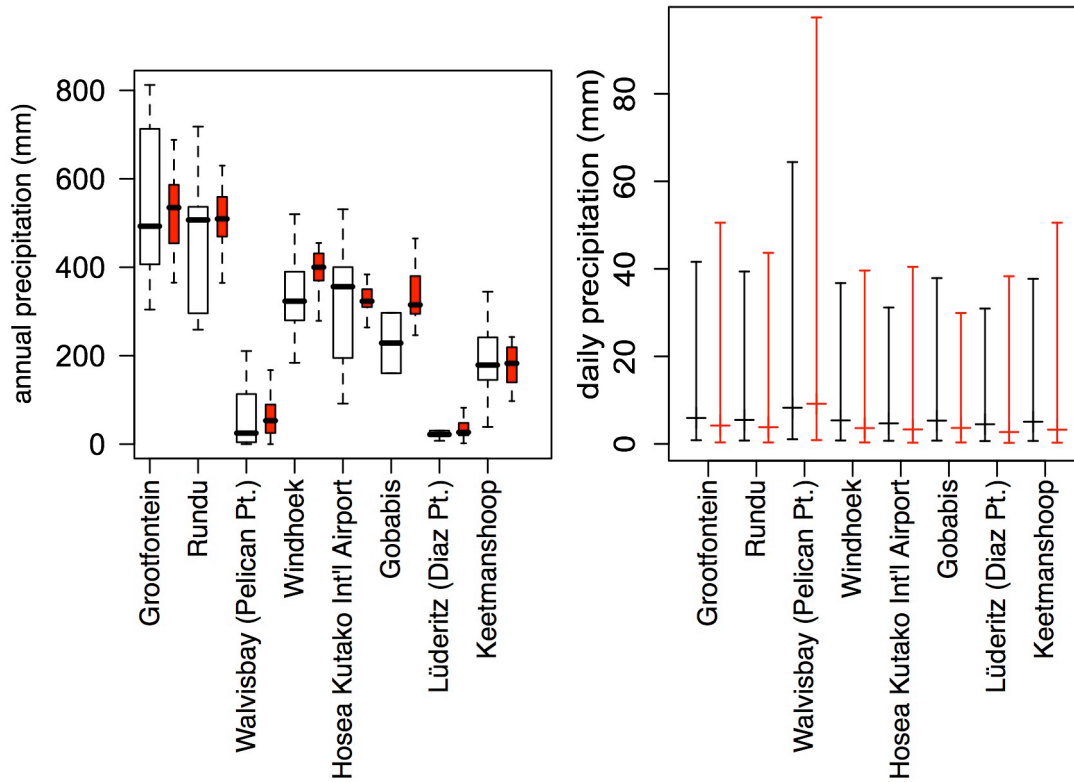 annual precipitation (mm)
800
600
400
200
0
Grootfontein
Rundu
Walvisbay (Pelican Pt.)
Windhoek
Hosea Kutako Int'l Airport
Gobabis
Lüderitz (Diaz Pt.)
Keetmanshoop
daily precipitation (mm)
80
60
40
20
0
Grootfontein
Rundu
Walvisbay (Pelican Pt.)
Windhoek
Hosea Kutako Int'l Airport
Gobabis
Lüderitz (Diaz Pt.)
Keetmanshoop